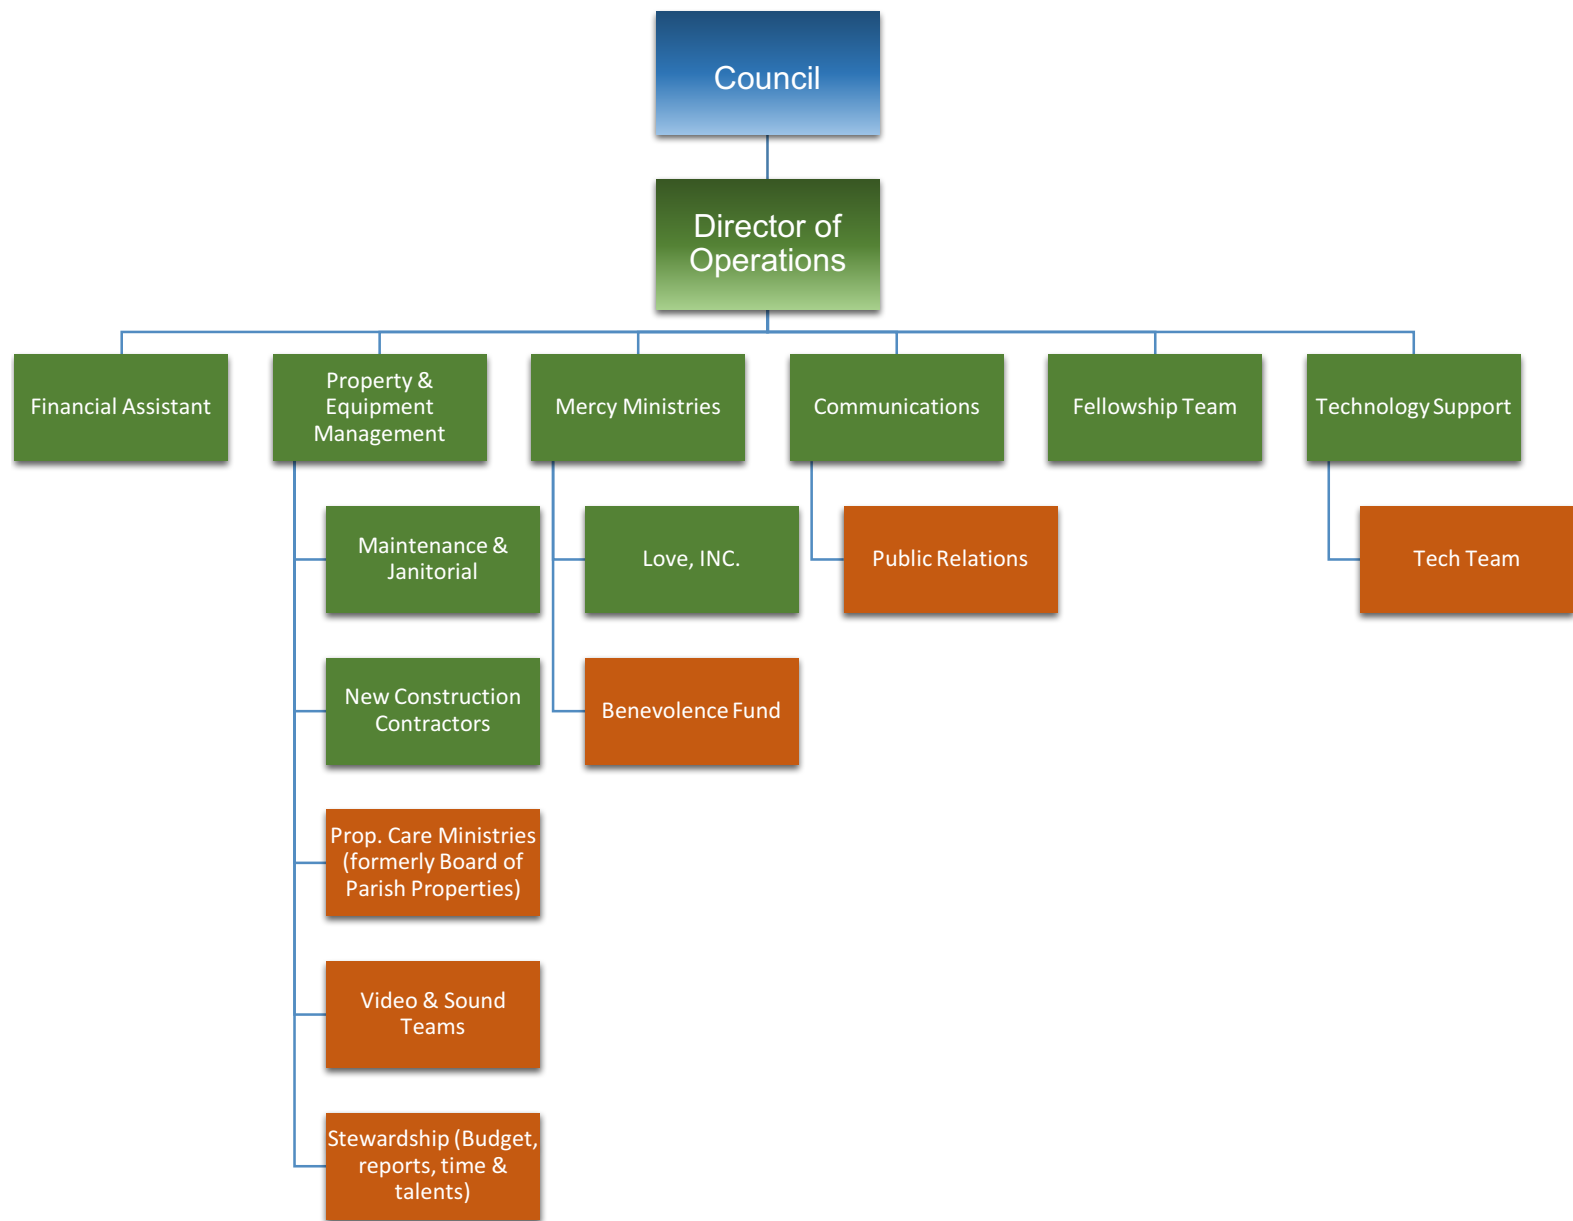 Council
Director of
Operations
Financial Assistant
Property &
Equipment
Management
Mercy Ministries
Communications
Fellowship Team
Technology Support
Maintenance &
Janitorial
Love, INC.
Public Relations
Tech Team
New Construction
Contractors
Benevolence Fund
Prop. Care Ministries
(formerly Board of
Parish Properties)
Video & Sound
Teams
Stewardship (Budget,
reports, time &
talents)